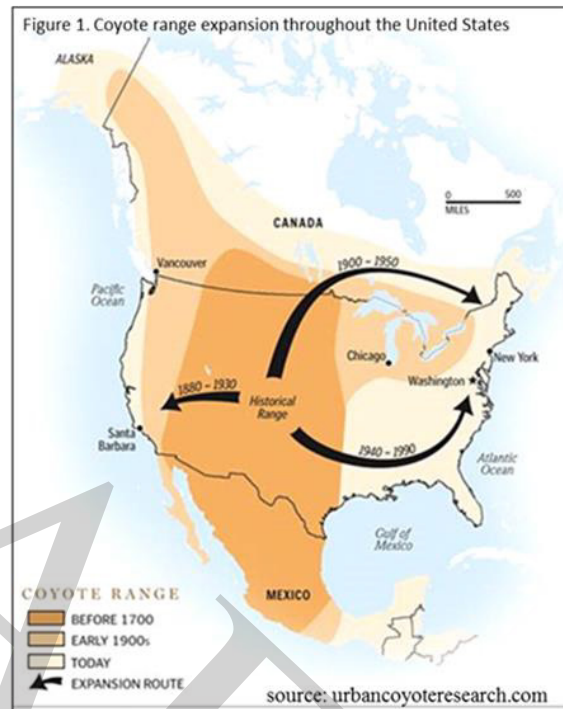 Figure 1. Coyote range expansion throughout the United States
ALASKA
0 500
MILES
CANADA
1900 – 1950
Vancouver
Pacific
Ocean
Chicago
New York
Washington
1880 – 1930
Historical
Range
Santa
Barbara
1940 – 1990
Atlantic
Ocean
Gulf of
Mexico
MEXICO
COYOTE RANGE
BEFORE 1700
EARLY 1900s
TODAY
EXPANSION ROUTE
source: urbancoyoteresearch.com